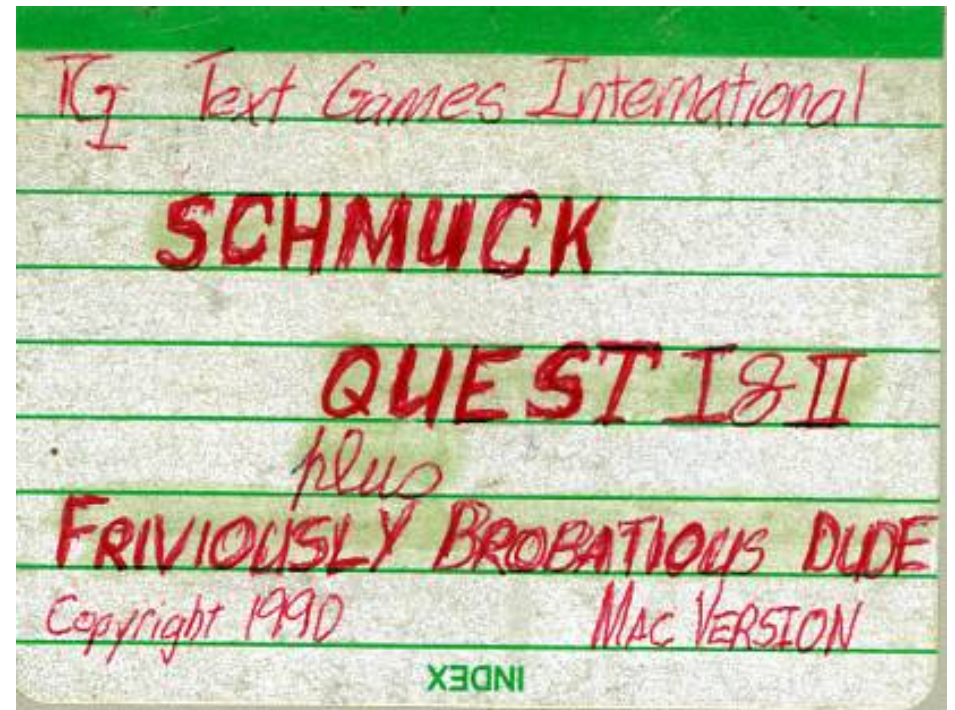 TGI Text Games International
SCHMUCK
QUEST I & II
plus
FRIVIOUSLY BROBATIOUS DUDE
Copyright 1990 MAC VERSION
INDEX